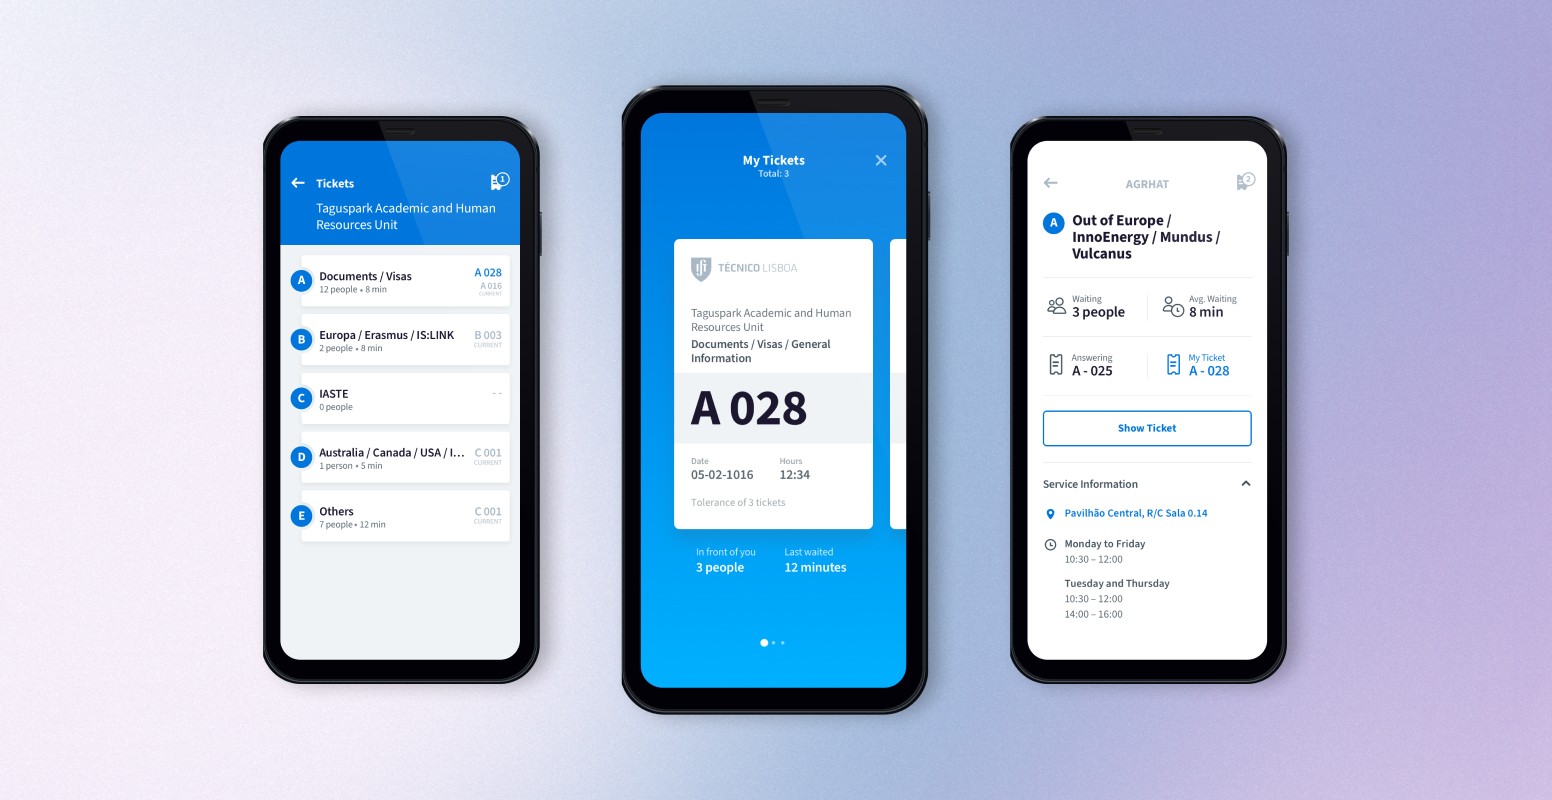 Tickets
1
Taguspark Academic and Human
Resources Unit
A
Documents / Visas
12 people • 8 min
A 028
A 016
CURRENT
B
Europa / Erasmus / IS:LINK
2 people • 8 min
B 003
CURRENT
C
IASTE
0 people
- -
D
Australia / Canada / USA / I...
1 person • 5 min
C 001
CURRENT
E
Others
7 people • 12 min
C 001
CURRENT
My Tickets
Total: 3
TÉCNICO LISBOA
Taguspark Academic and Human
Resources Unit
Documents / Visas / General
Information
A 028
Date
05-02-1016
Hours
12:34
Tolerance of 3 tickets
In front of you
3 people
Last waited
12 minutes
AGRHAT
2
A
Out of Europe /
InnoEnergy / Mundus /
Vulcanus
Waiting
3 people
Avg. Waiting
8 min
Answering
A - 025
My Ticket
A - 028
Show Ticket
Service Information
Pavilhão Central, R/C Sala 0.14
Monday to Friday
10:30 – 12:00
Tuesday and Thursday
10:30 – 12:00
14:00 – 16:00